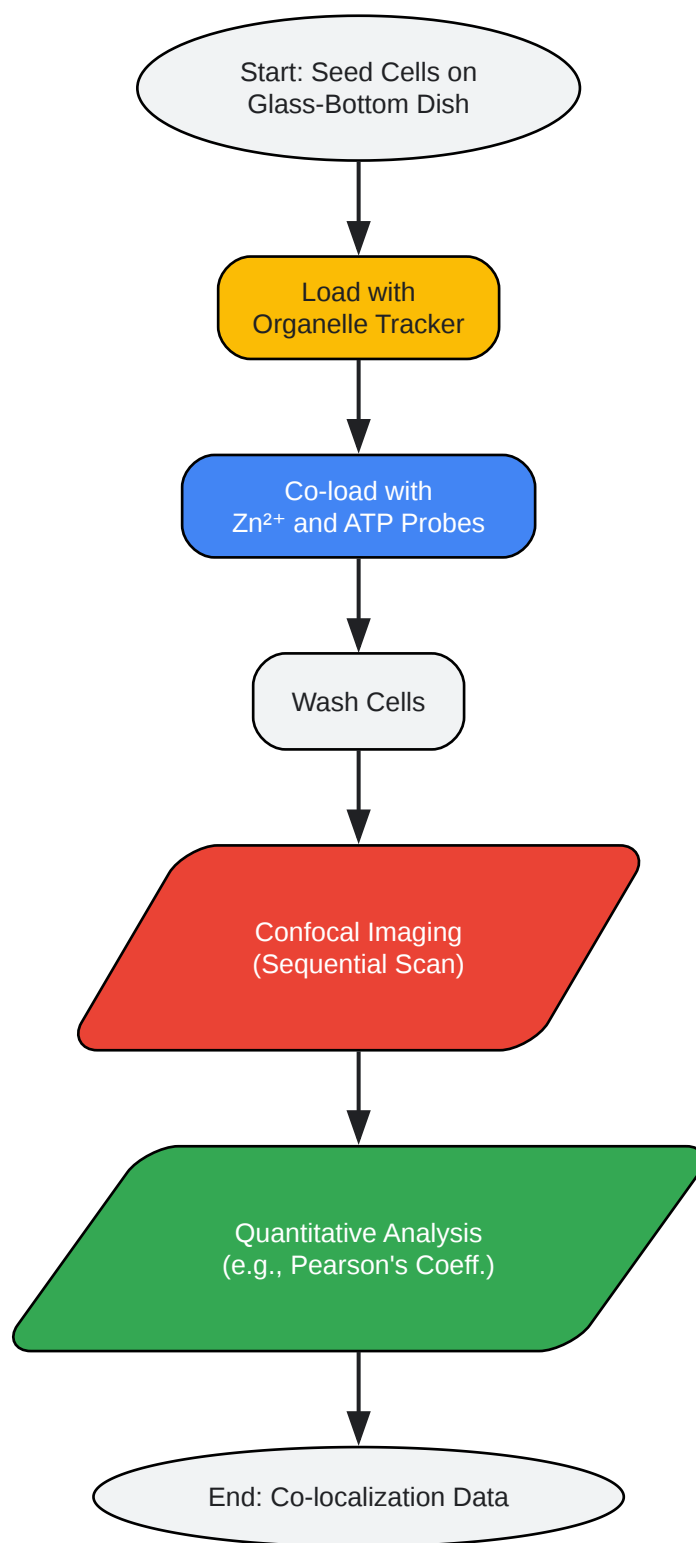 Start: Seed Cells on
Glass-Bottom Dish
Load with
Organelle Tracker
Co-load with
Zn²⁺ and ATP Probes
Wash Cells
Confocal Imaging
(Sequential Scan)
Quantitative Analysis
(e.g., Pearson's Coeff.)
End: Co-localization Data